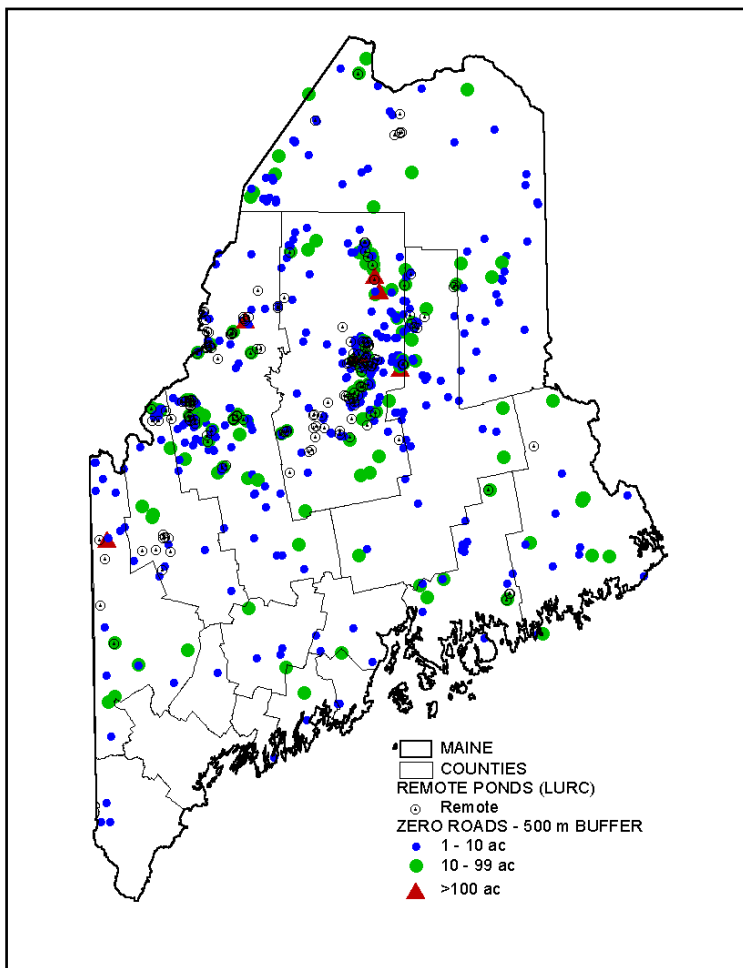 MAINE
COUNTIES
REMOTE PONDS (LURC)
Remote
ZERO ROADS - 500 m BUFFER
1 - 10 ac
10 - 99 ac
>100 ac